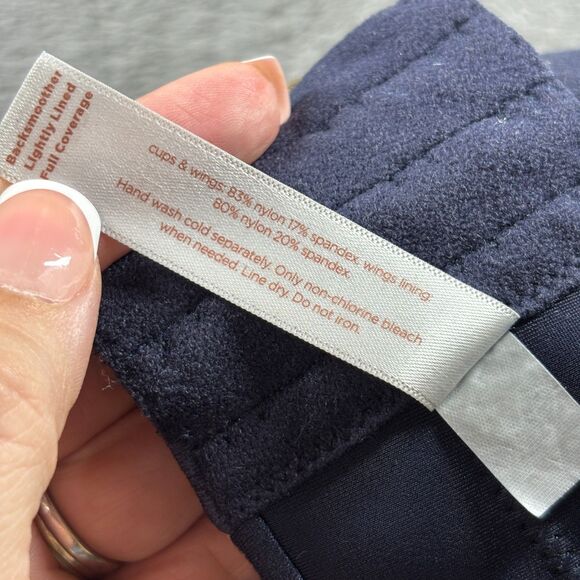 Backsmoother
Lightly Lined
Full Coverage
cups & wings: 83% nylon 17% spandex. wings lining:
80% nylon 20% spandex.
Hand wash cold separately. Only non-chlorine bleach
when needed. Line dry. Do not iron.